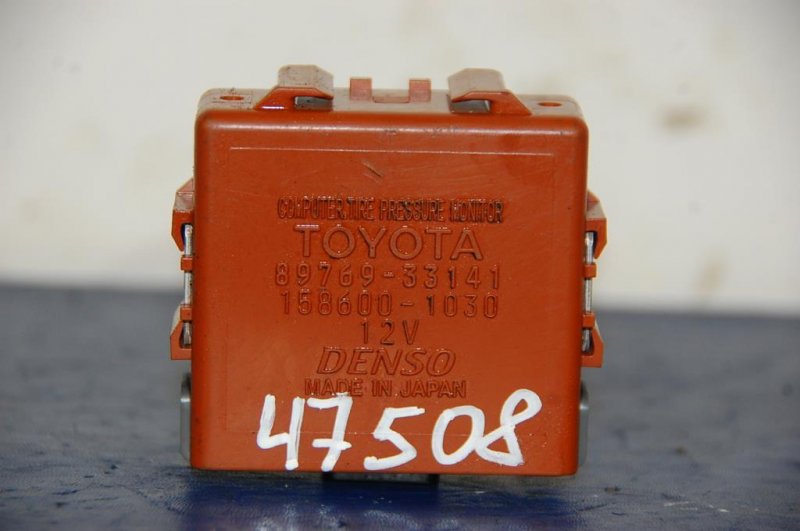 COMPUTER,TIRE PRESSURE MONITOR
TOYOTA
89769-33141
158600-1030
12V
DENSO
MADE IN JAPAN
47508